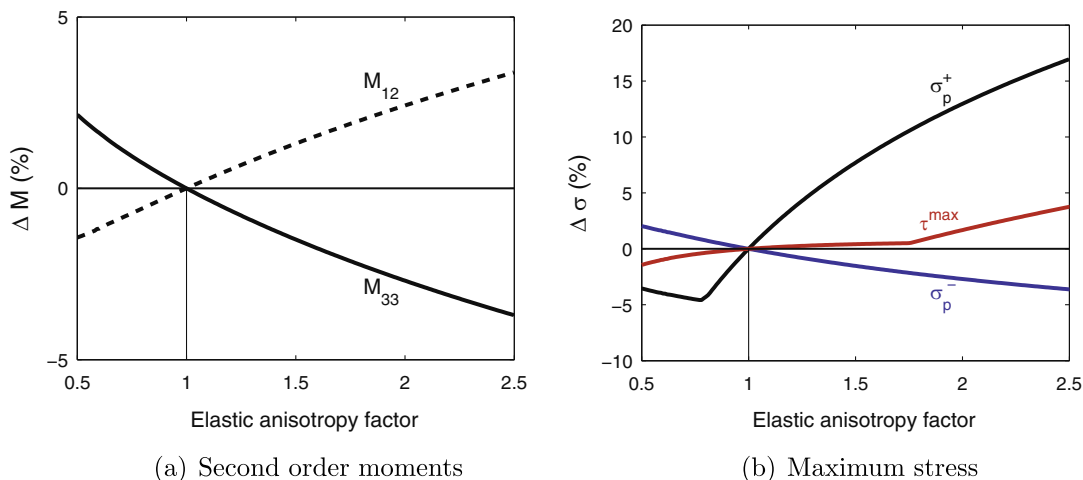 5
0
−5
0.5 1 1.5 2 2.5
Δ M (%)
M12
M33
Elastic anisotropy factor
(a) Second order moments
20
15
10
5
0
−5
−10
0.5 1 1.5 2 2.5
Δ σ (%)
σp+
τmax
σp−
Elastic anisotropy factor
(b) Maximum stress